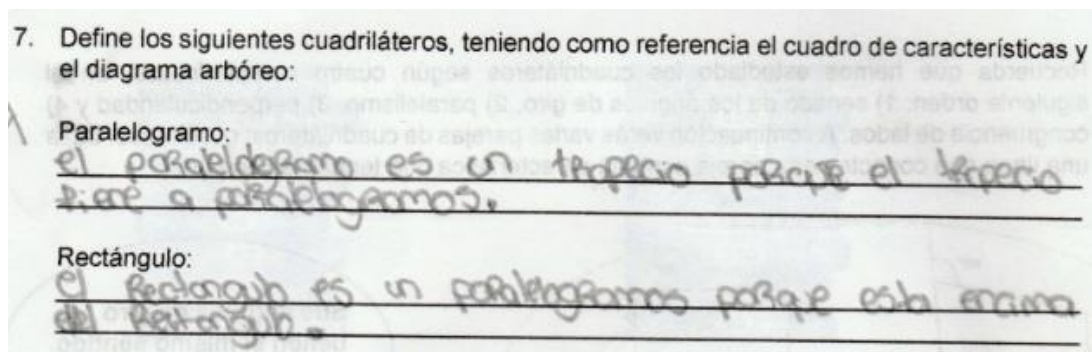 7. Define los siguientes cuadriláteros, teniendo como referencia el cuadro de características y
el diagrama arbóreo:
Paralelogramo:
el paralelogramo es un trapecio porque el trapecio
tiene a paralelogramos.
Rectángulo:
el Rectangulo es un paralelogramos porque esta encima
del Rectangulo.